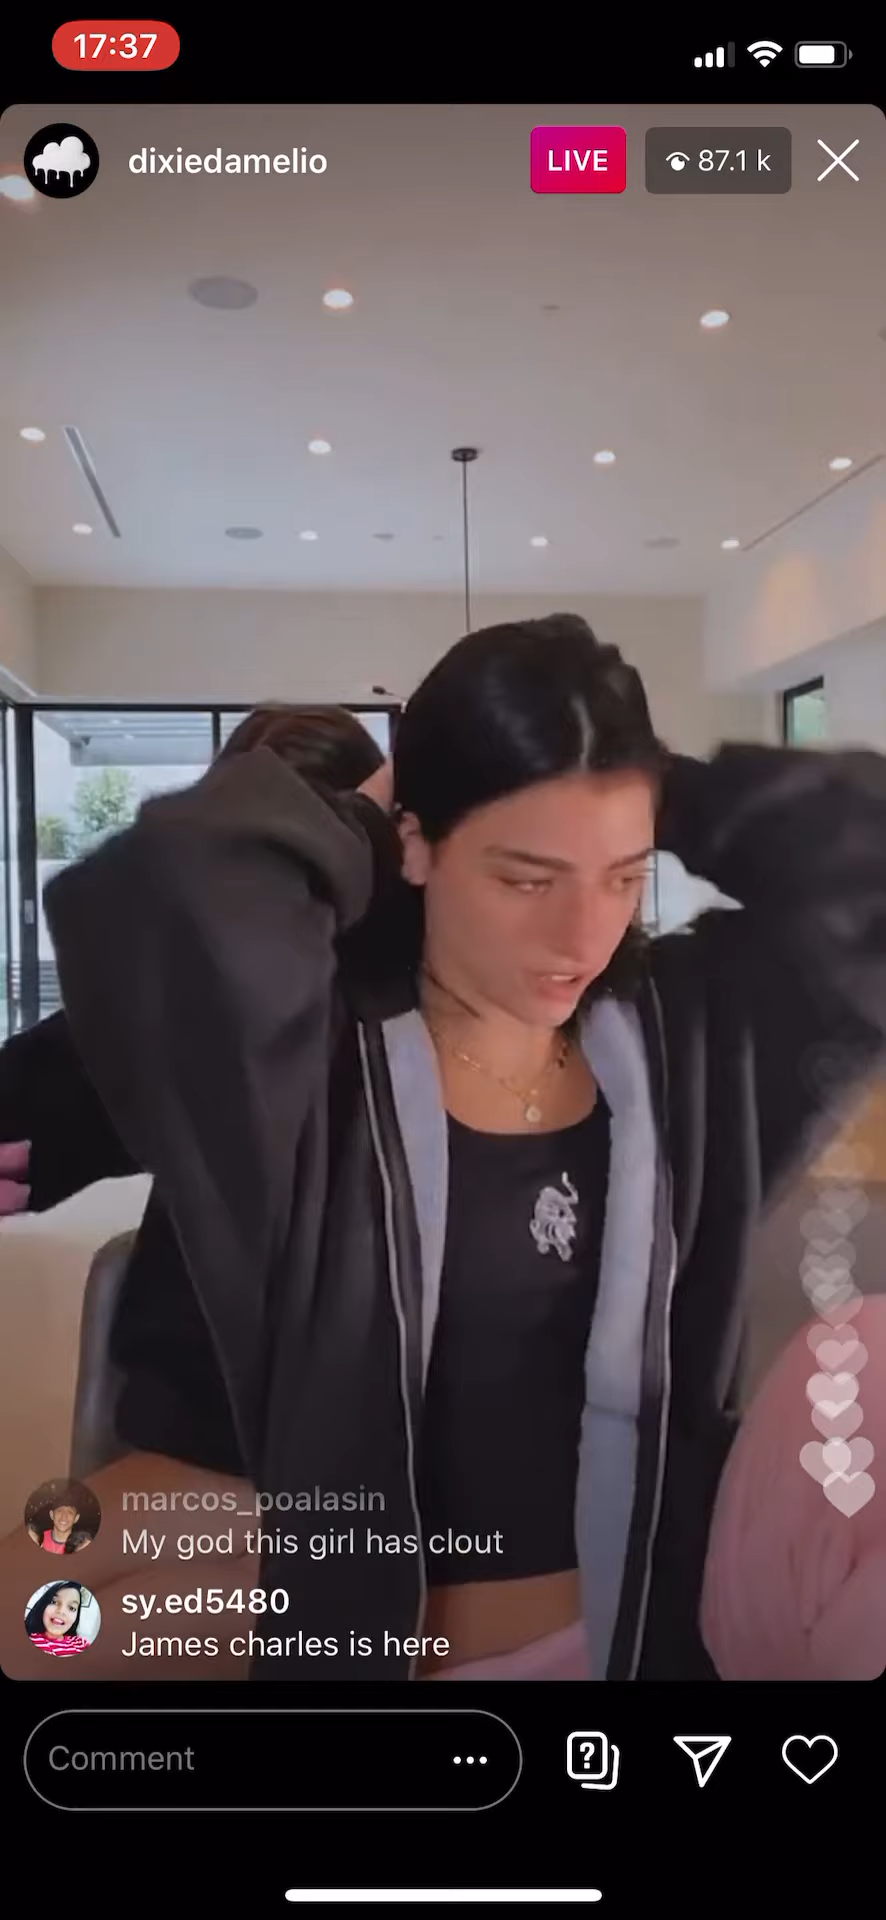 17:37
dixiedamelio
LIVE
87.1 k
marcos_poalasin
My god this girl has clout
sy.ed5480
James charles is here
Comment